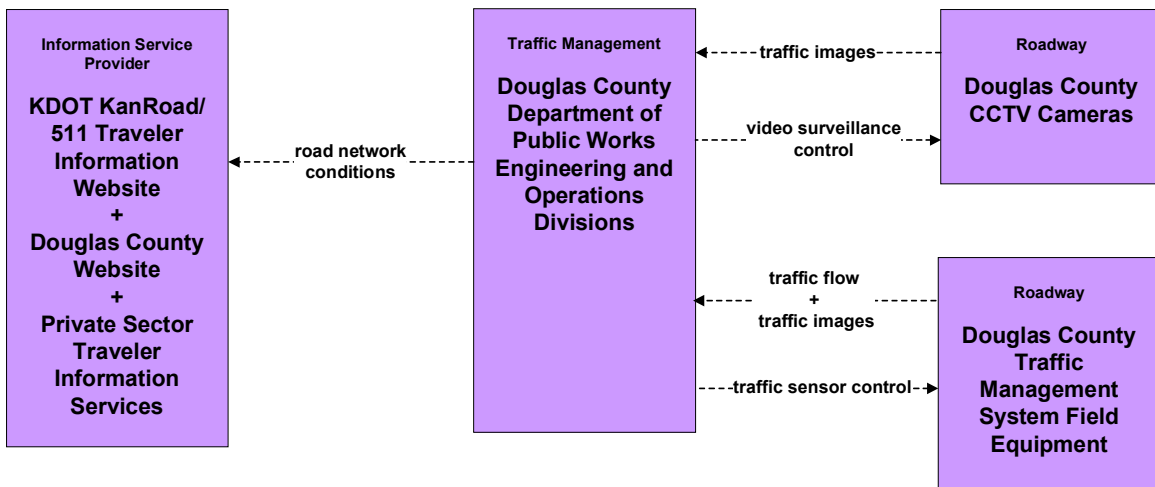 Information Service
Provider
KDOT KanRoad/
511 Traveler
Information
Website
+
Douglas County
Website
+
Private Sector
Traveler
Information
Services
road network
conditions
Traffic Management
Douglas County
Department of
Public Works
Engineering and
Operations
Divisions
traffic images
video surveillance
control
traffic flow
+
traffic images
traffic sensor control
Roadway
Douglas County
CCTV Cameras
Roadway
Douglas County
Traffic
Management
System Field
Equipment